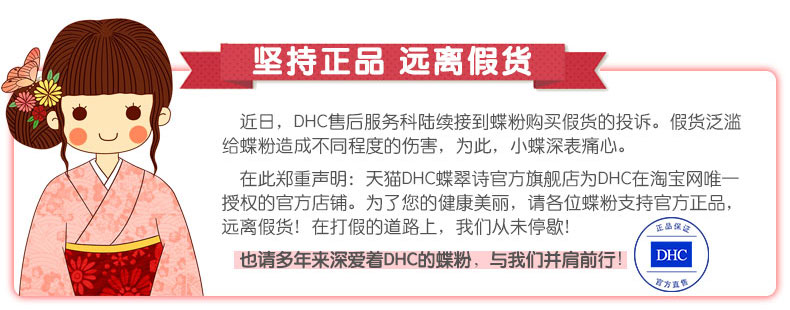 坚持正品 远离假货
近日，DHC售后服务科陆续接到蝶粉购买假货的投诉。假货泛滥
给蝶粉造成不同程度的伤害，为此，小蝶深表痛心。
在此郑重声明：天猫DHC蝶翠诗官方旗舰店为DHC在淘宝网唯一
授权的官方店铺。为了您的健康美丽，请各位蝶粉支持官方正品，
远离假货！在打假的道路上，我们从未停歇！
也请多年来深爱着DHC的蝶粉，与我们并肩前行！
正品保证
DHC
官方直售